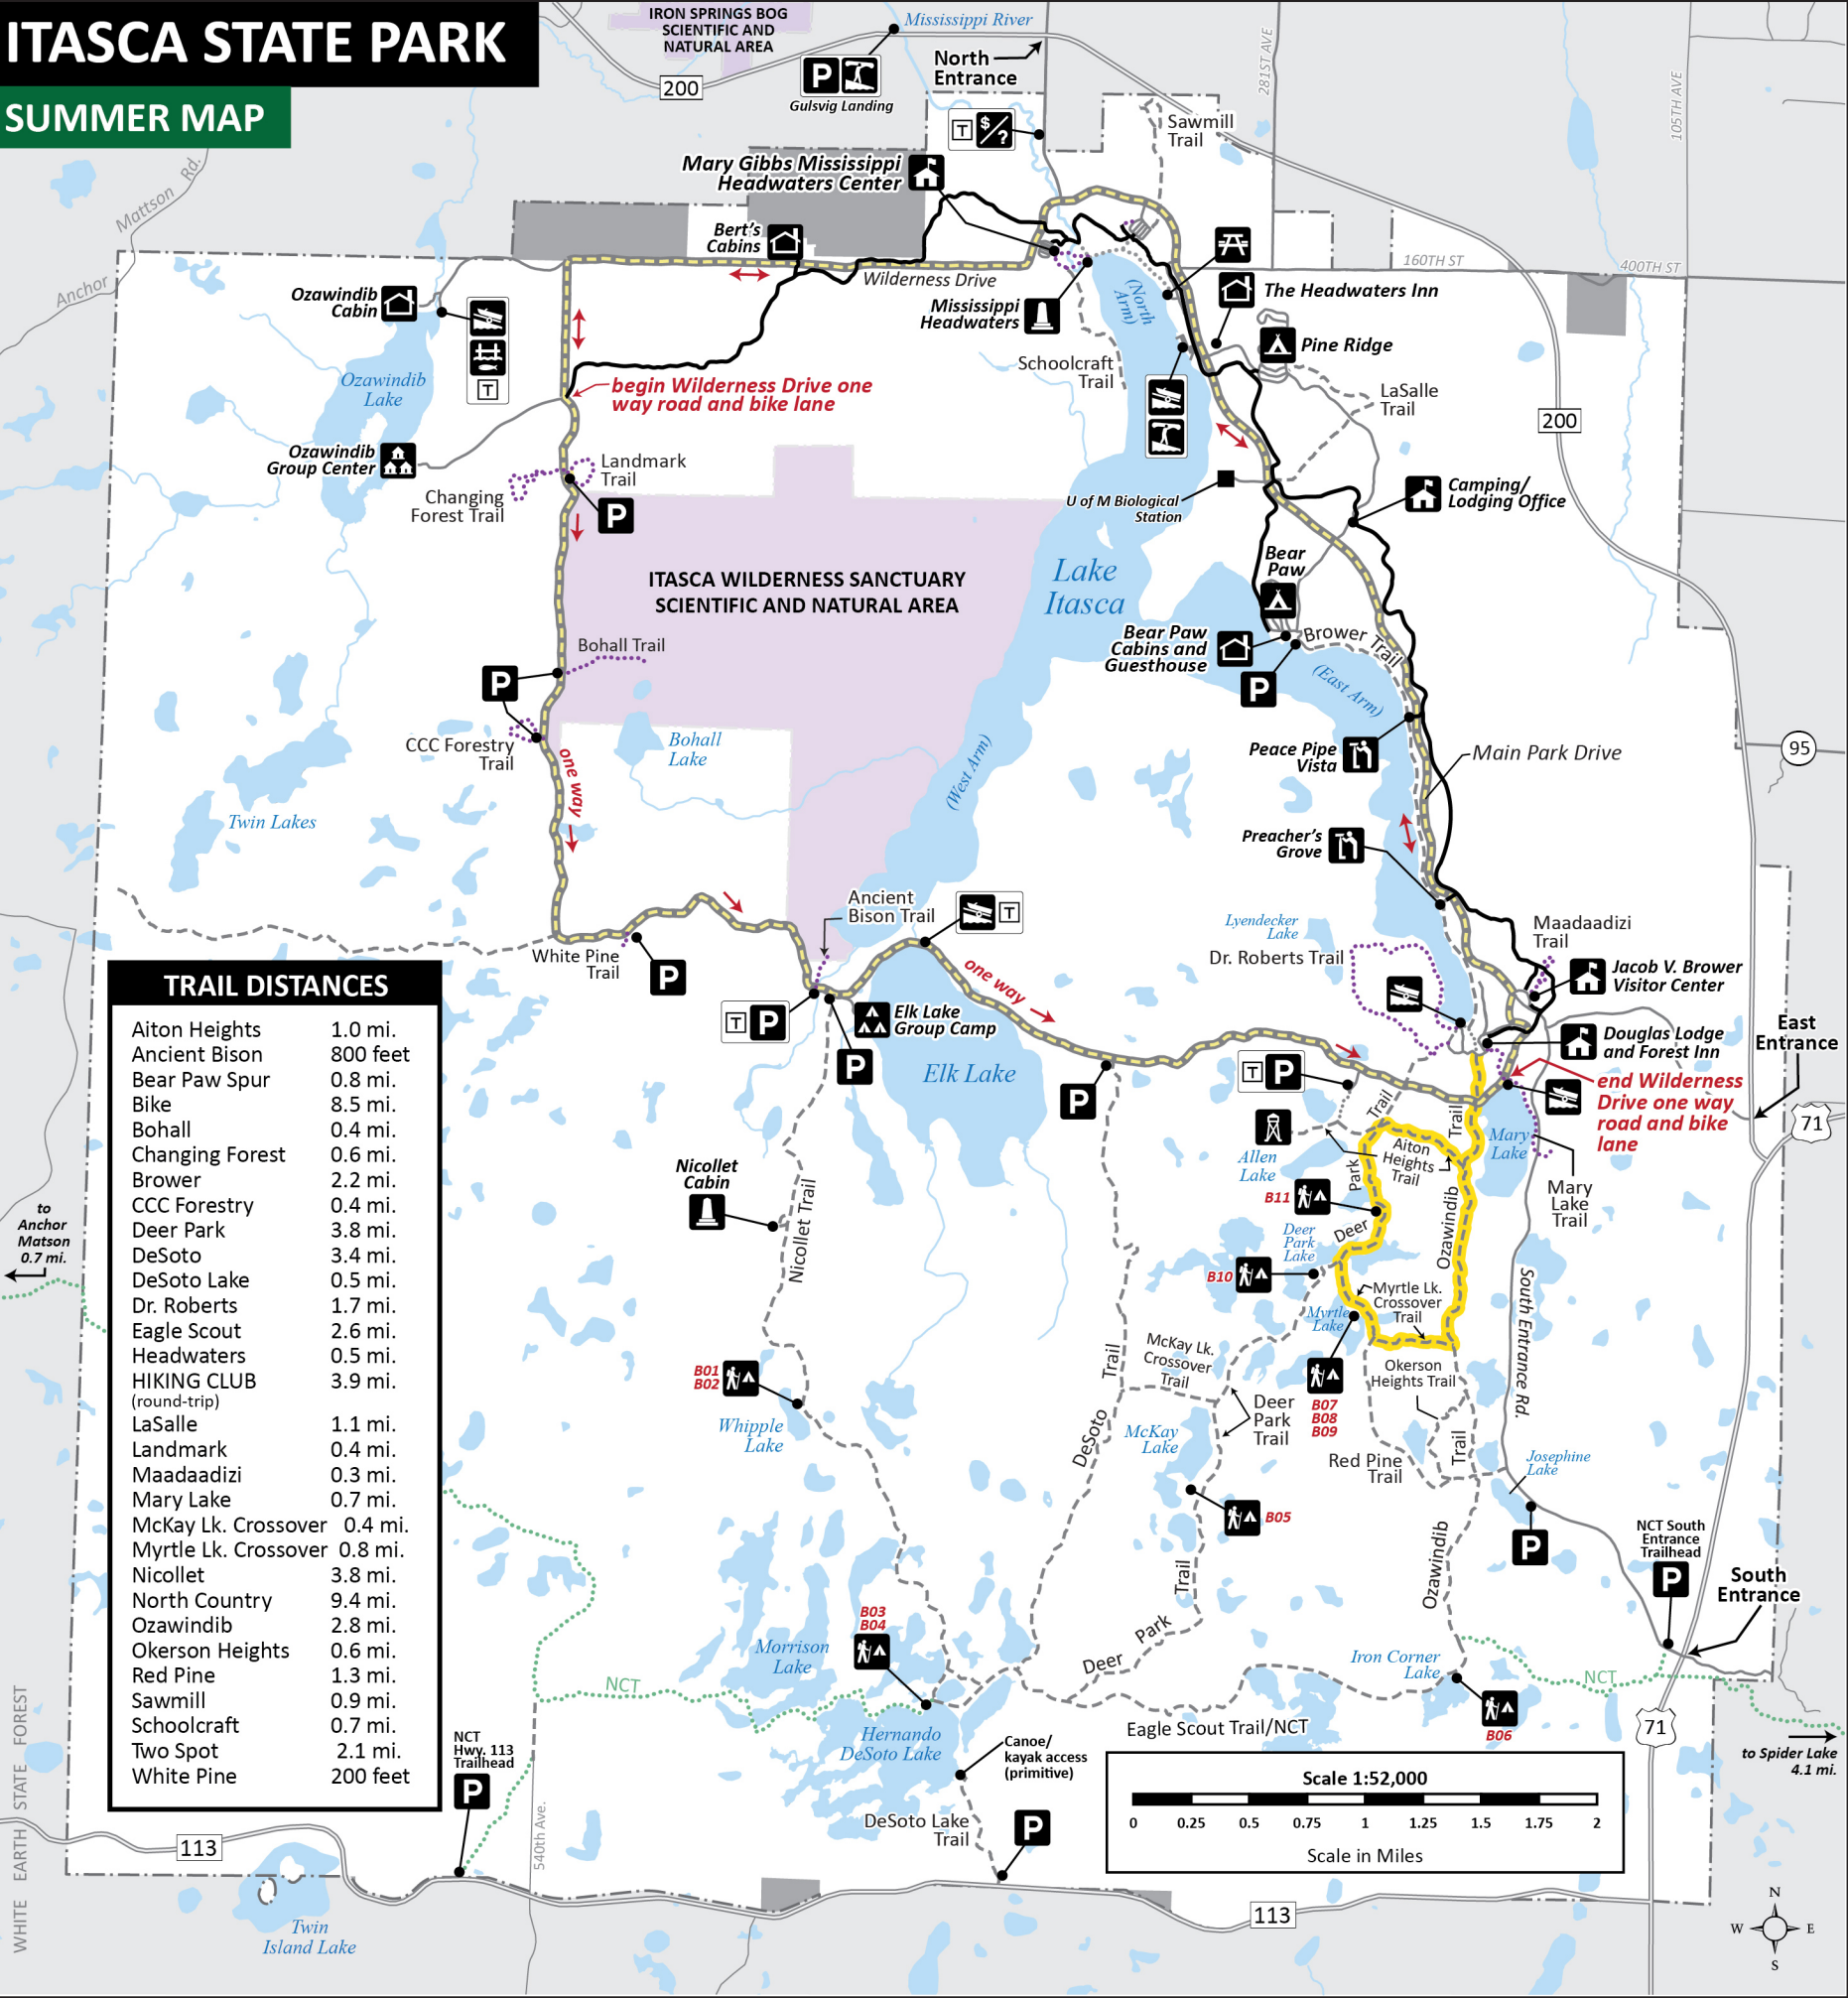 ITASCA STATE PARK
SUMMER MAP
IRON SPRINGS BOG
SCIENTIFIC AND
NATURAL AREA
Mississippi River
North
Entrance
200
P
Gulsvig Landing
T
$/?
Sawmill
Trail
281ST AVE
105TH AVE
Mattson Rd.
Anchor
Mary Gibbs Mississippi
Headwaters Center
Bert's
Cabins
Wilderness Drive
160TH ST
400TH ST
Ozawindib
Cabin
T
Mississippi
Headwaters
(North
Arm)
The Headwaters Inn
Pine Ridge
Schoolcraft
Trail
LaSalle
Trail
Ozawindib
Lake
begin Wilderness Drive one
way road and bike lane
200
Ozawindib
Group Center
Landmark
Trail
Changing
Forest Trail
P
U of M Biological
Station
Camping/
Lodging Office
ITASCA WILDERNESS SANCTUARY
SCIENTIFIC AND NATURAL AREA
Lake
Itasca
Bear
Paw
Bear Paw
Cabins and
Guesthouse
P
Brower Trail
(East Arm)
Bohall Trail
P
CCC Forestry
Trail
Bohall
Lake
one way
(West Arm)
Peace Pipe
Vista
Main Park Drive
95
Twin Lakes
Preacher's
Grove
Ancient
Bison Trail
T
Lyendecker
Lake
Dr. Roberts Trail
Maadaadizi
Trail
White Pine
Trail
P
one way
Jacob V. Brower
Visitor Center
T P
Elk Lake
Group Camp
P
Elk Lake
P
T P
Douglas Lodge
and Forest Inn
East
Entrance
end Wilderness
Drive one way
road and bike
lane
71
TRAIL DISTANCES
Aiton Heights 1.0 mi.
Ancient Bison 800 feet
Bear Paw Spur 0.8 mi.
Bike 8.5 mi.
Bohall 0.4 mi.
Changing Forest 0.6 mi.
Brower 2.2 mi.
CCC Forestry 0.4 mi.
Deer Park 3.8 mi.
DeSoto 3.4 mi.
DeSoto Lake 0.5 mi.
Dr. Roberts 1.7 mi.
Eagle Scout 2.6 mi.
Headwaters 0.5 mi.
HIKING CLUB 3.9 mi.
(round-trip)
LaSalle 1.1 mi.
Landmark 0.4 mi.
Maadaadizi 0.3 mi.
Mary Lake 0.7 mi.
McKay Lk. Crossover 0.4 mi.
Myrtle Lk. Crossover 0.8 mi.
Nicollet 3.8 mi.
North Country 9.4 mi.
Ozawindib 2.8 mi.
Okerson Heights 0.6 mi.
Red Pine 1.3 mi.
Sawmill 0.9 mi.
Schoolcraft 0.7 mi.
Two Spot 2.1 mi.
White Pine 200 feet
to
Anchor
Matson
0.7 mi.
Allen
Lake
Aiton
Heights
Trail
Mary
Lake
Mary
Lake
Trail
B11
Deer Park Trail
Deer
Park
Lake
B10
Ozawindib Trail
Nicollet
Cabin
Nicollet Trail
Myrtle
Lake
Myrtle Lk.
Crossover
Trail
South Entrance Rd.
McKay Lk.
Crossover
Trail
Okerson
Heights Trail
B01
B02
Whipple
Lake
B07
B08
B09
Deer
Park
Trail
McKay
Lake
DeSoto Trail
Red Pine
Trail
Josephine
Lake
B05
P
NCT South
Entrance
Trailhead
P
South
Entrance
Ozawindib Trail
B03
B04
Morrison
Lake
Deer Park Trail
Iron Corner
Lake
B06
NCT
NCT
Hernando
DeSoto Lake
Eagle Scout Trail/NCT
71
to Spider Lake
4.1 mi.
NCT
Hwy. 113
Trailhead
P
Canoe/
kayak access
(primitive)
DeSoto Lake
Trail
P
540th Ave.
Scale 1:52,000
0 0.25 0.5 0.75 1 1.25 1.5 1.75 2
Scale in Miles
WHITE EARTH STATE FOREST
113
113
Twin
Island Lake
N
W E
S